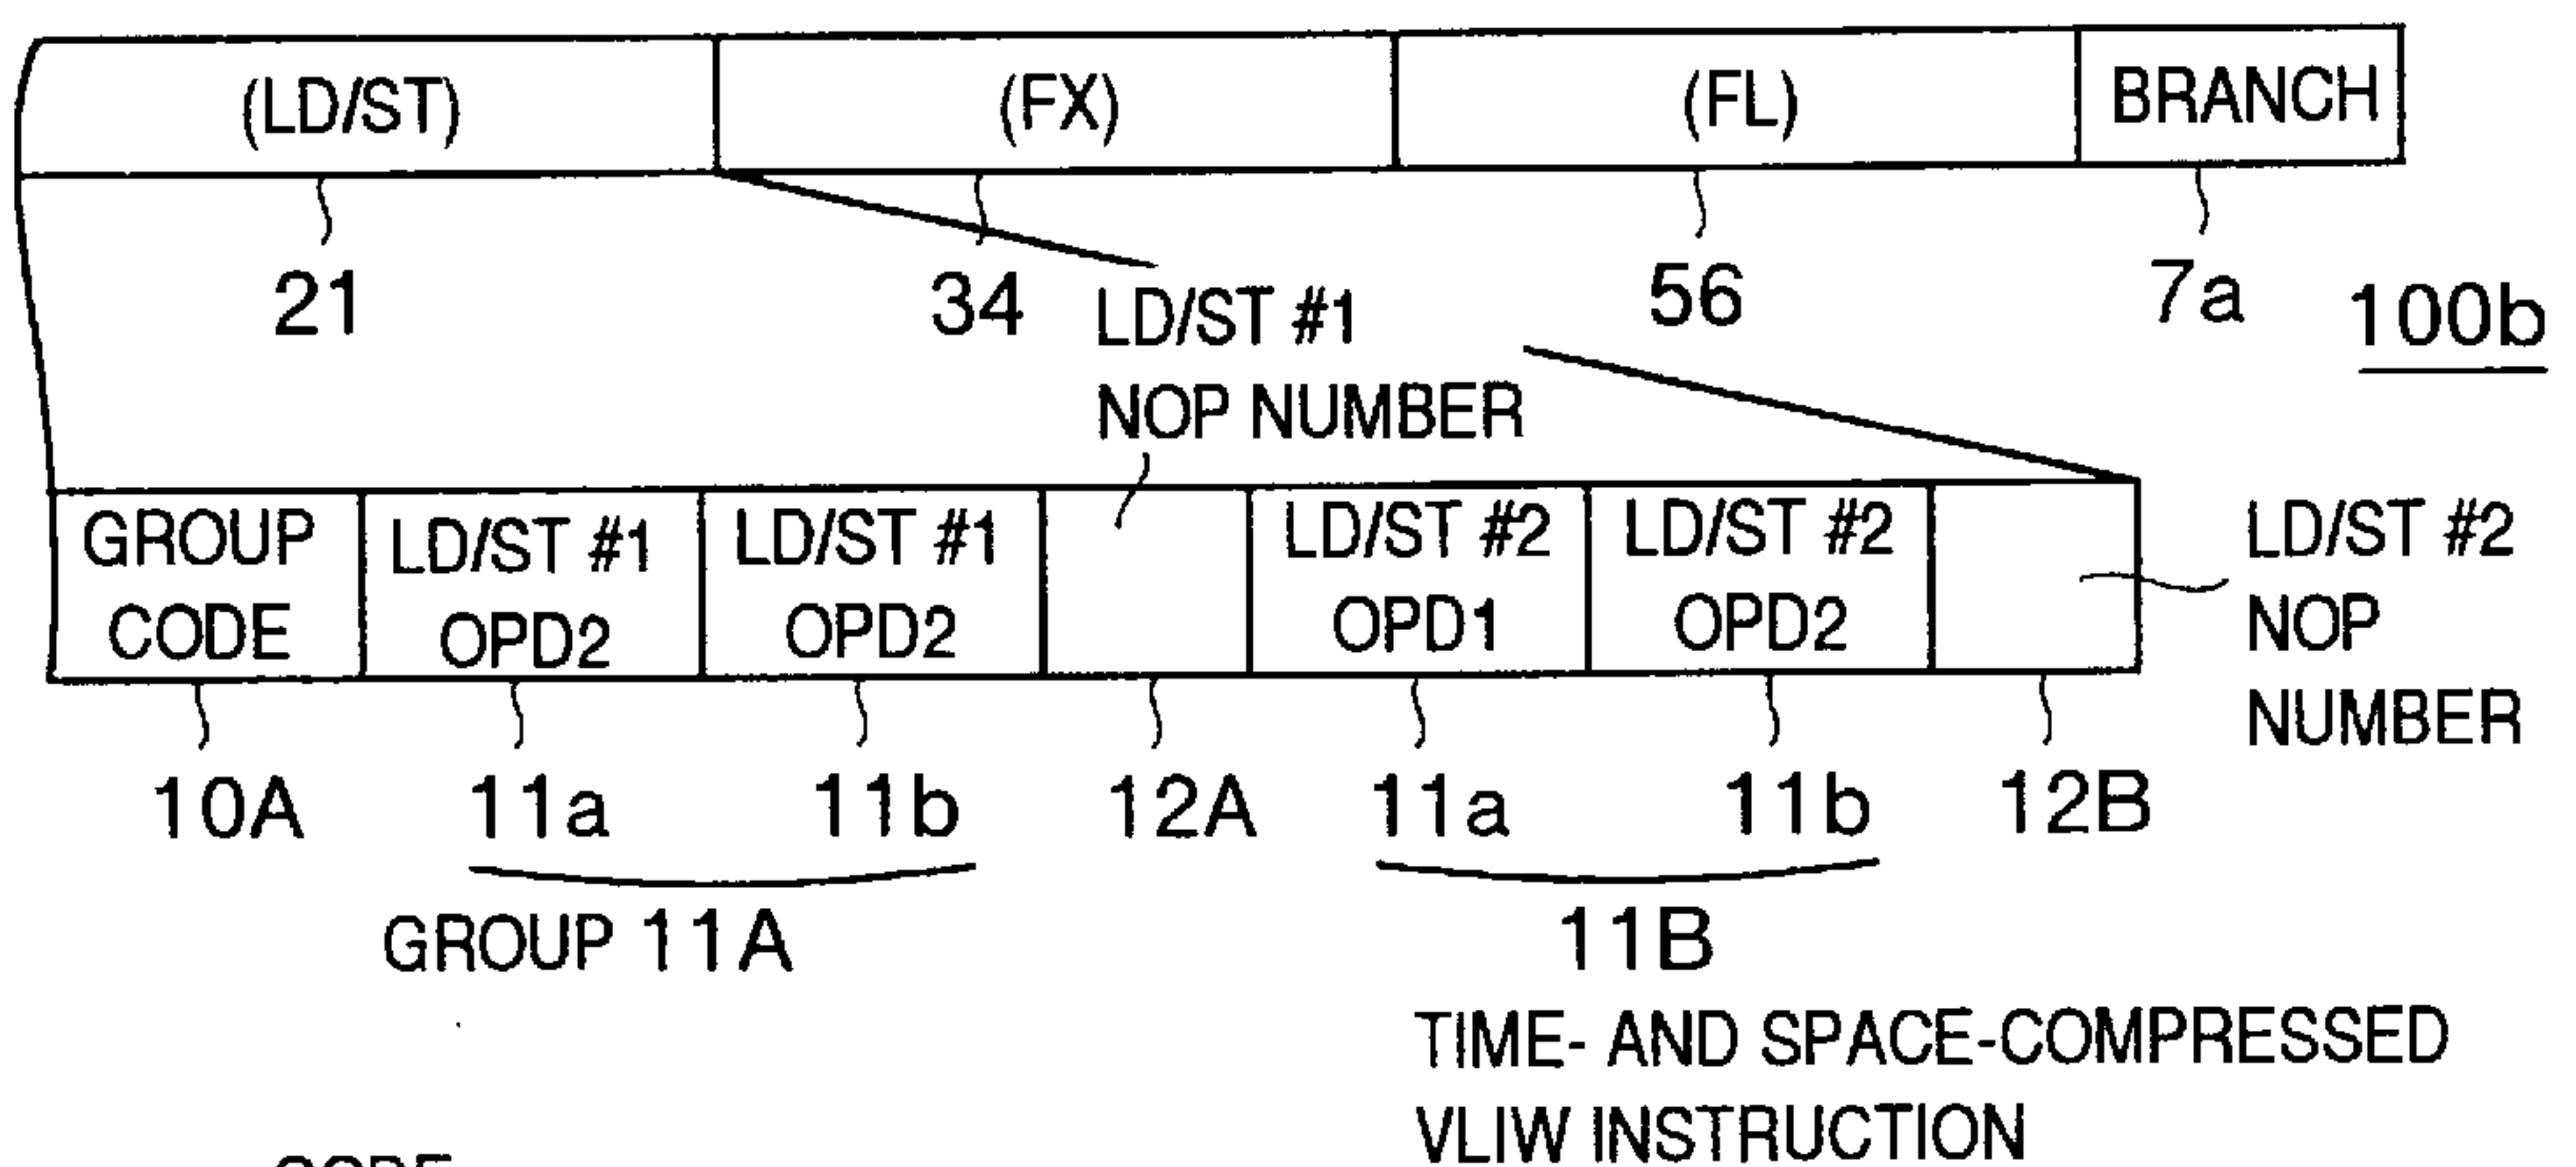 (LD/ST) (FX) (FL) BRANCH
21 34 56 7a 100b
LD/ST #1
NOP NUMBER
GROUP
CODE
LD/ST #1
OPD2
LD/ST #1
OPD2
LD/ST #2
OPD1
LD/ST #2
OPD2
LD/ST #2
NOP
NUMBER
10A 11a 11b 12A 11a 11b 12B
GROUP 11A 11B
TIME- AND SPACE-COMPRESSED
VLIW INSTRUCTION